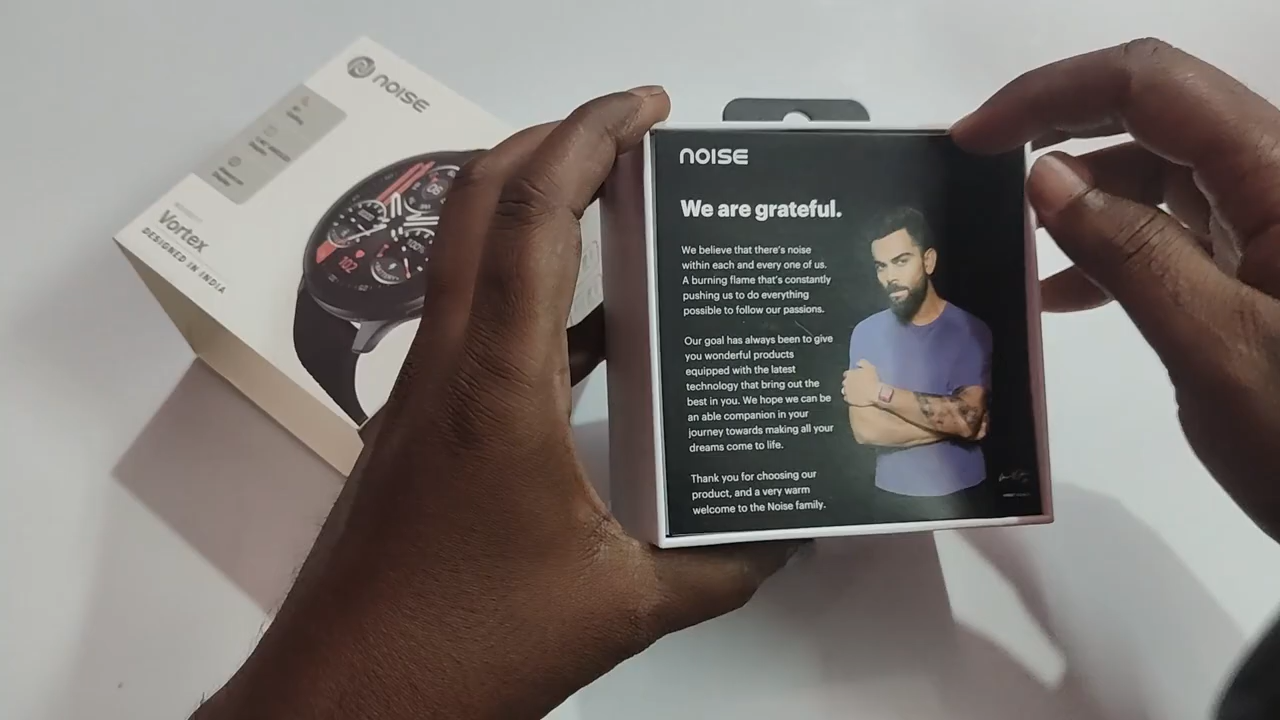 NOISE
Vortex
DESIGNED IN INDIA
102
NOISE
We are grateful.
We believe that there's noise
within each and every one of us.
A burning flame that's constantly
pushing us to do everything
possible to follow our passions.
Our goal has always been to give
you wonderful products
equipped with the latest
technology that bring out the
best in you. We hope we can be
an able companion in your
journey towards making all your
dreams come to life.
Thank you for choosing our
product, and a very warm
welcome to the Noise family.